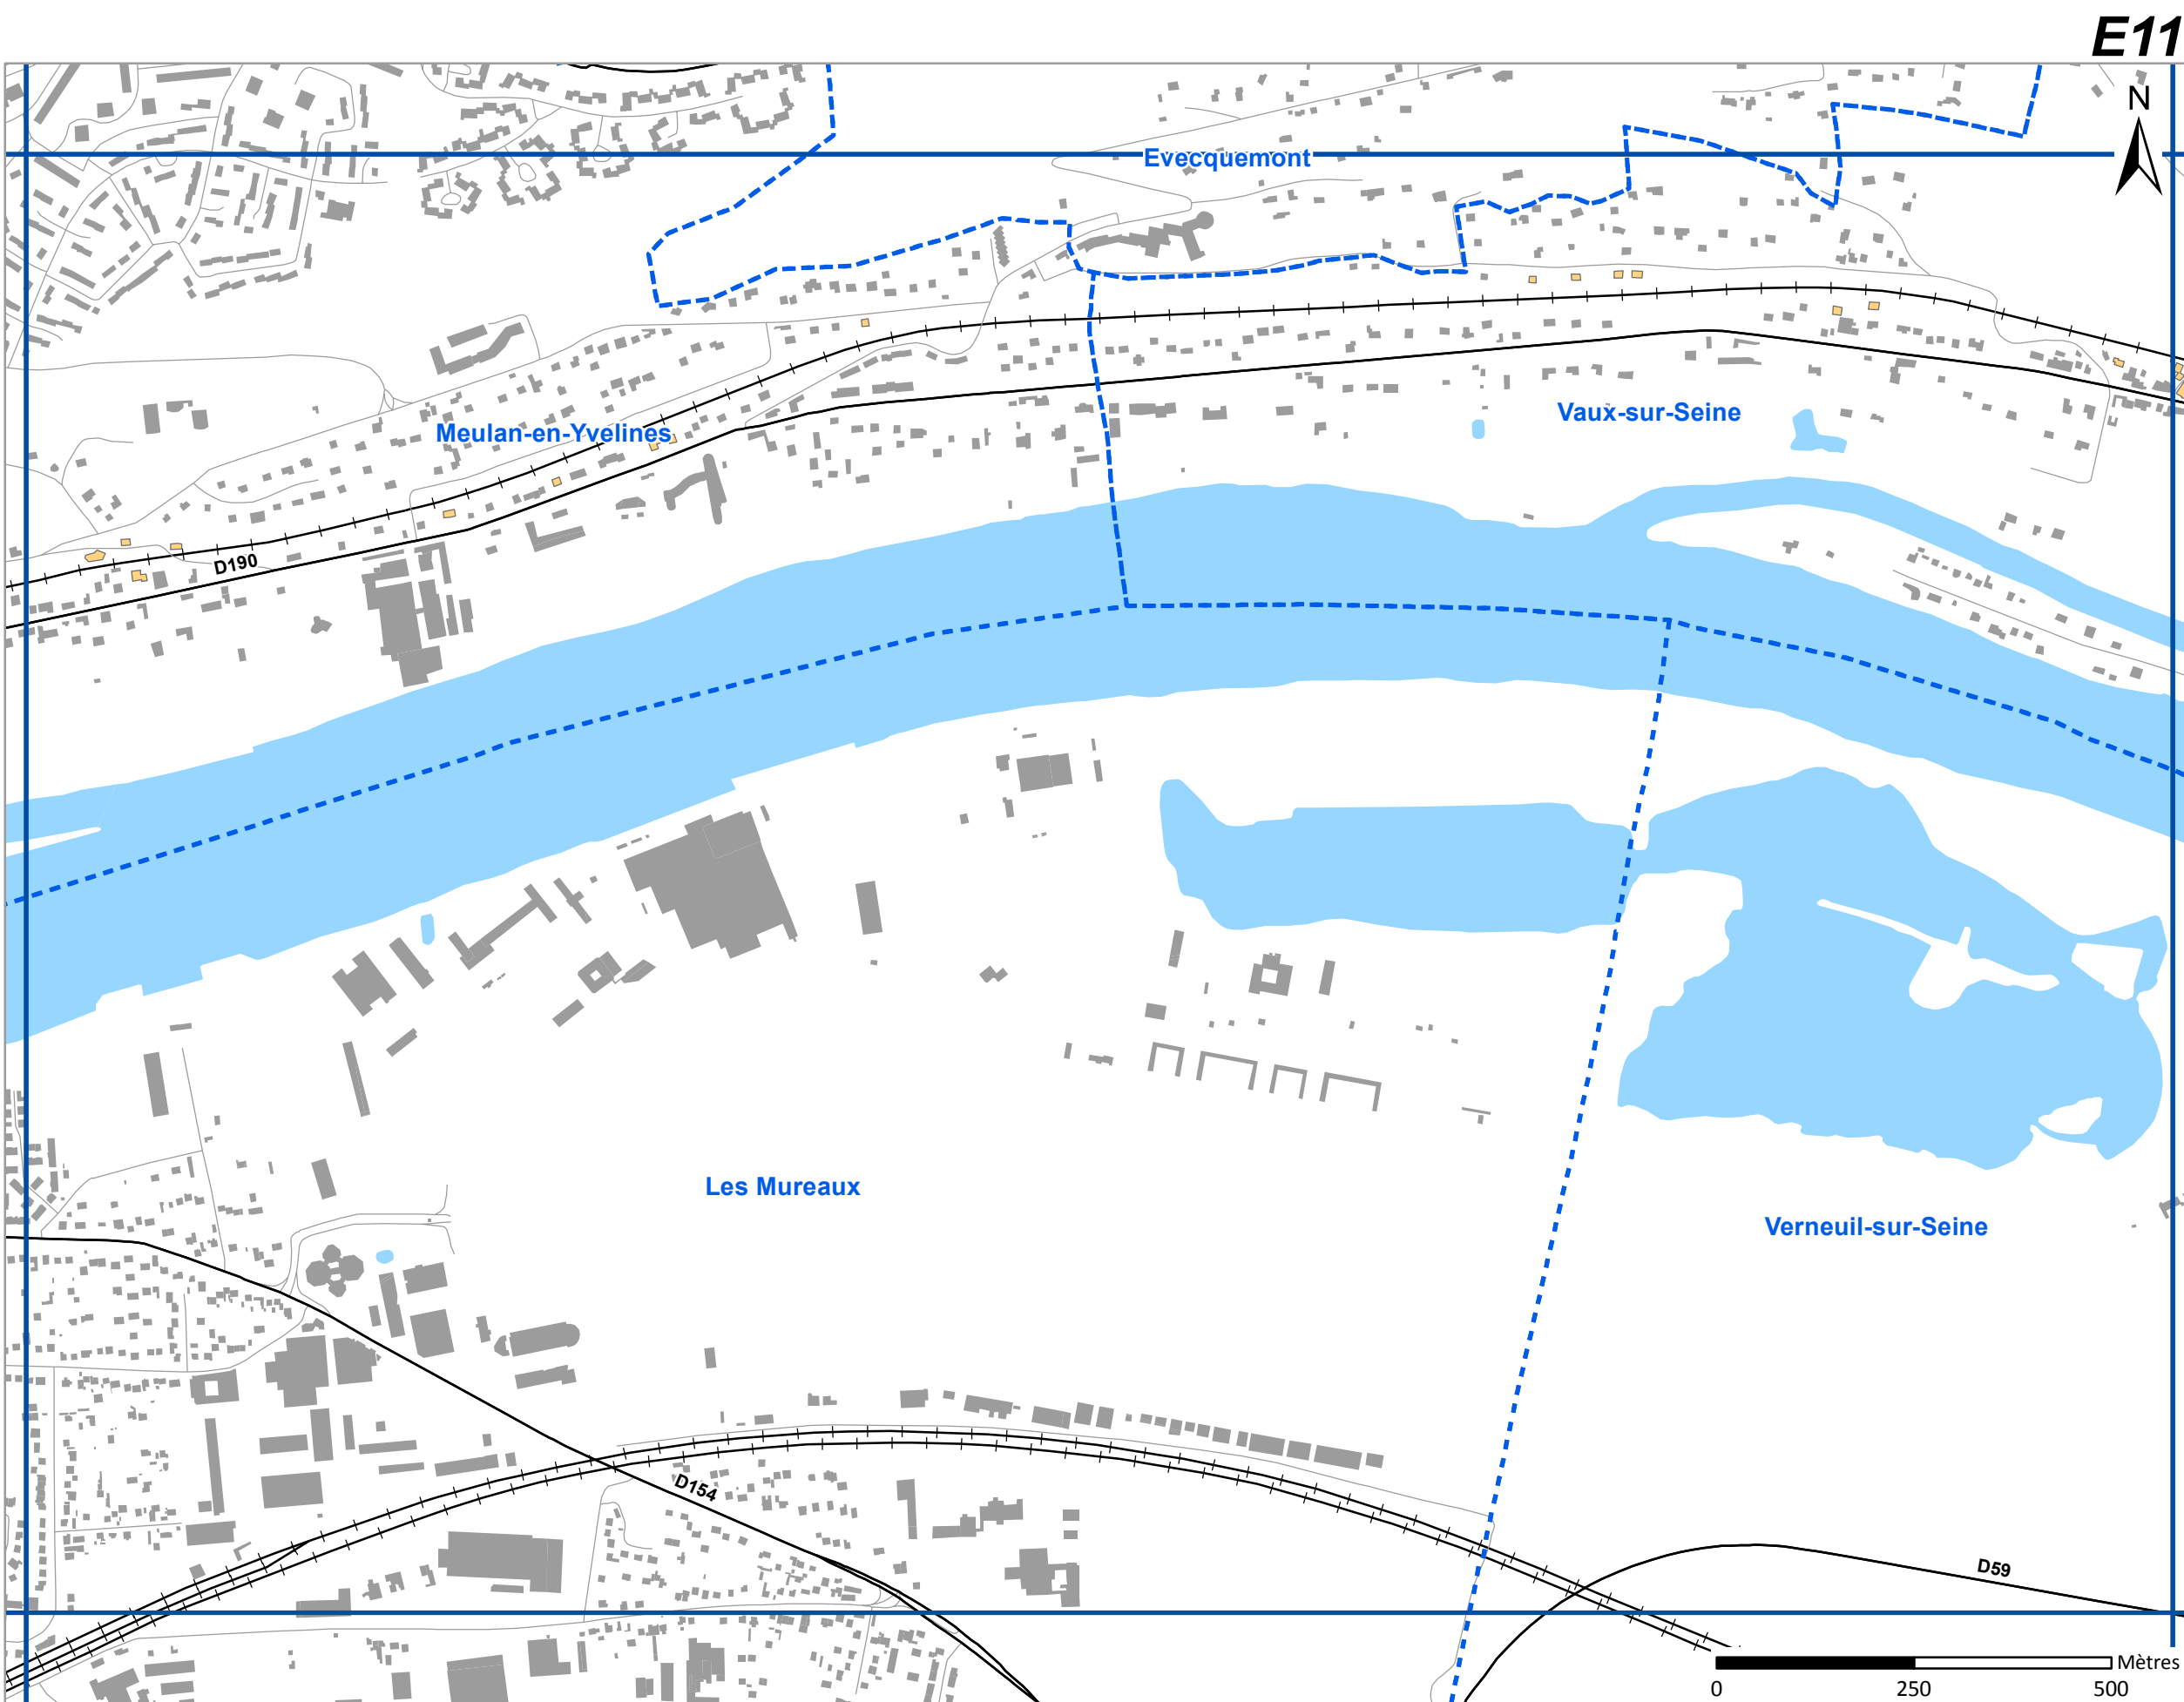 E11
N
Evecquemont
Vaux-sur-Seine
Meulan-en-Yvelines
D190
Les Mureaux
Verneuil-sur-Seine
D154
D59
Mètres
0 250 500